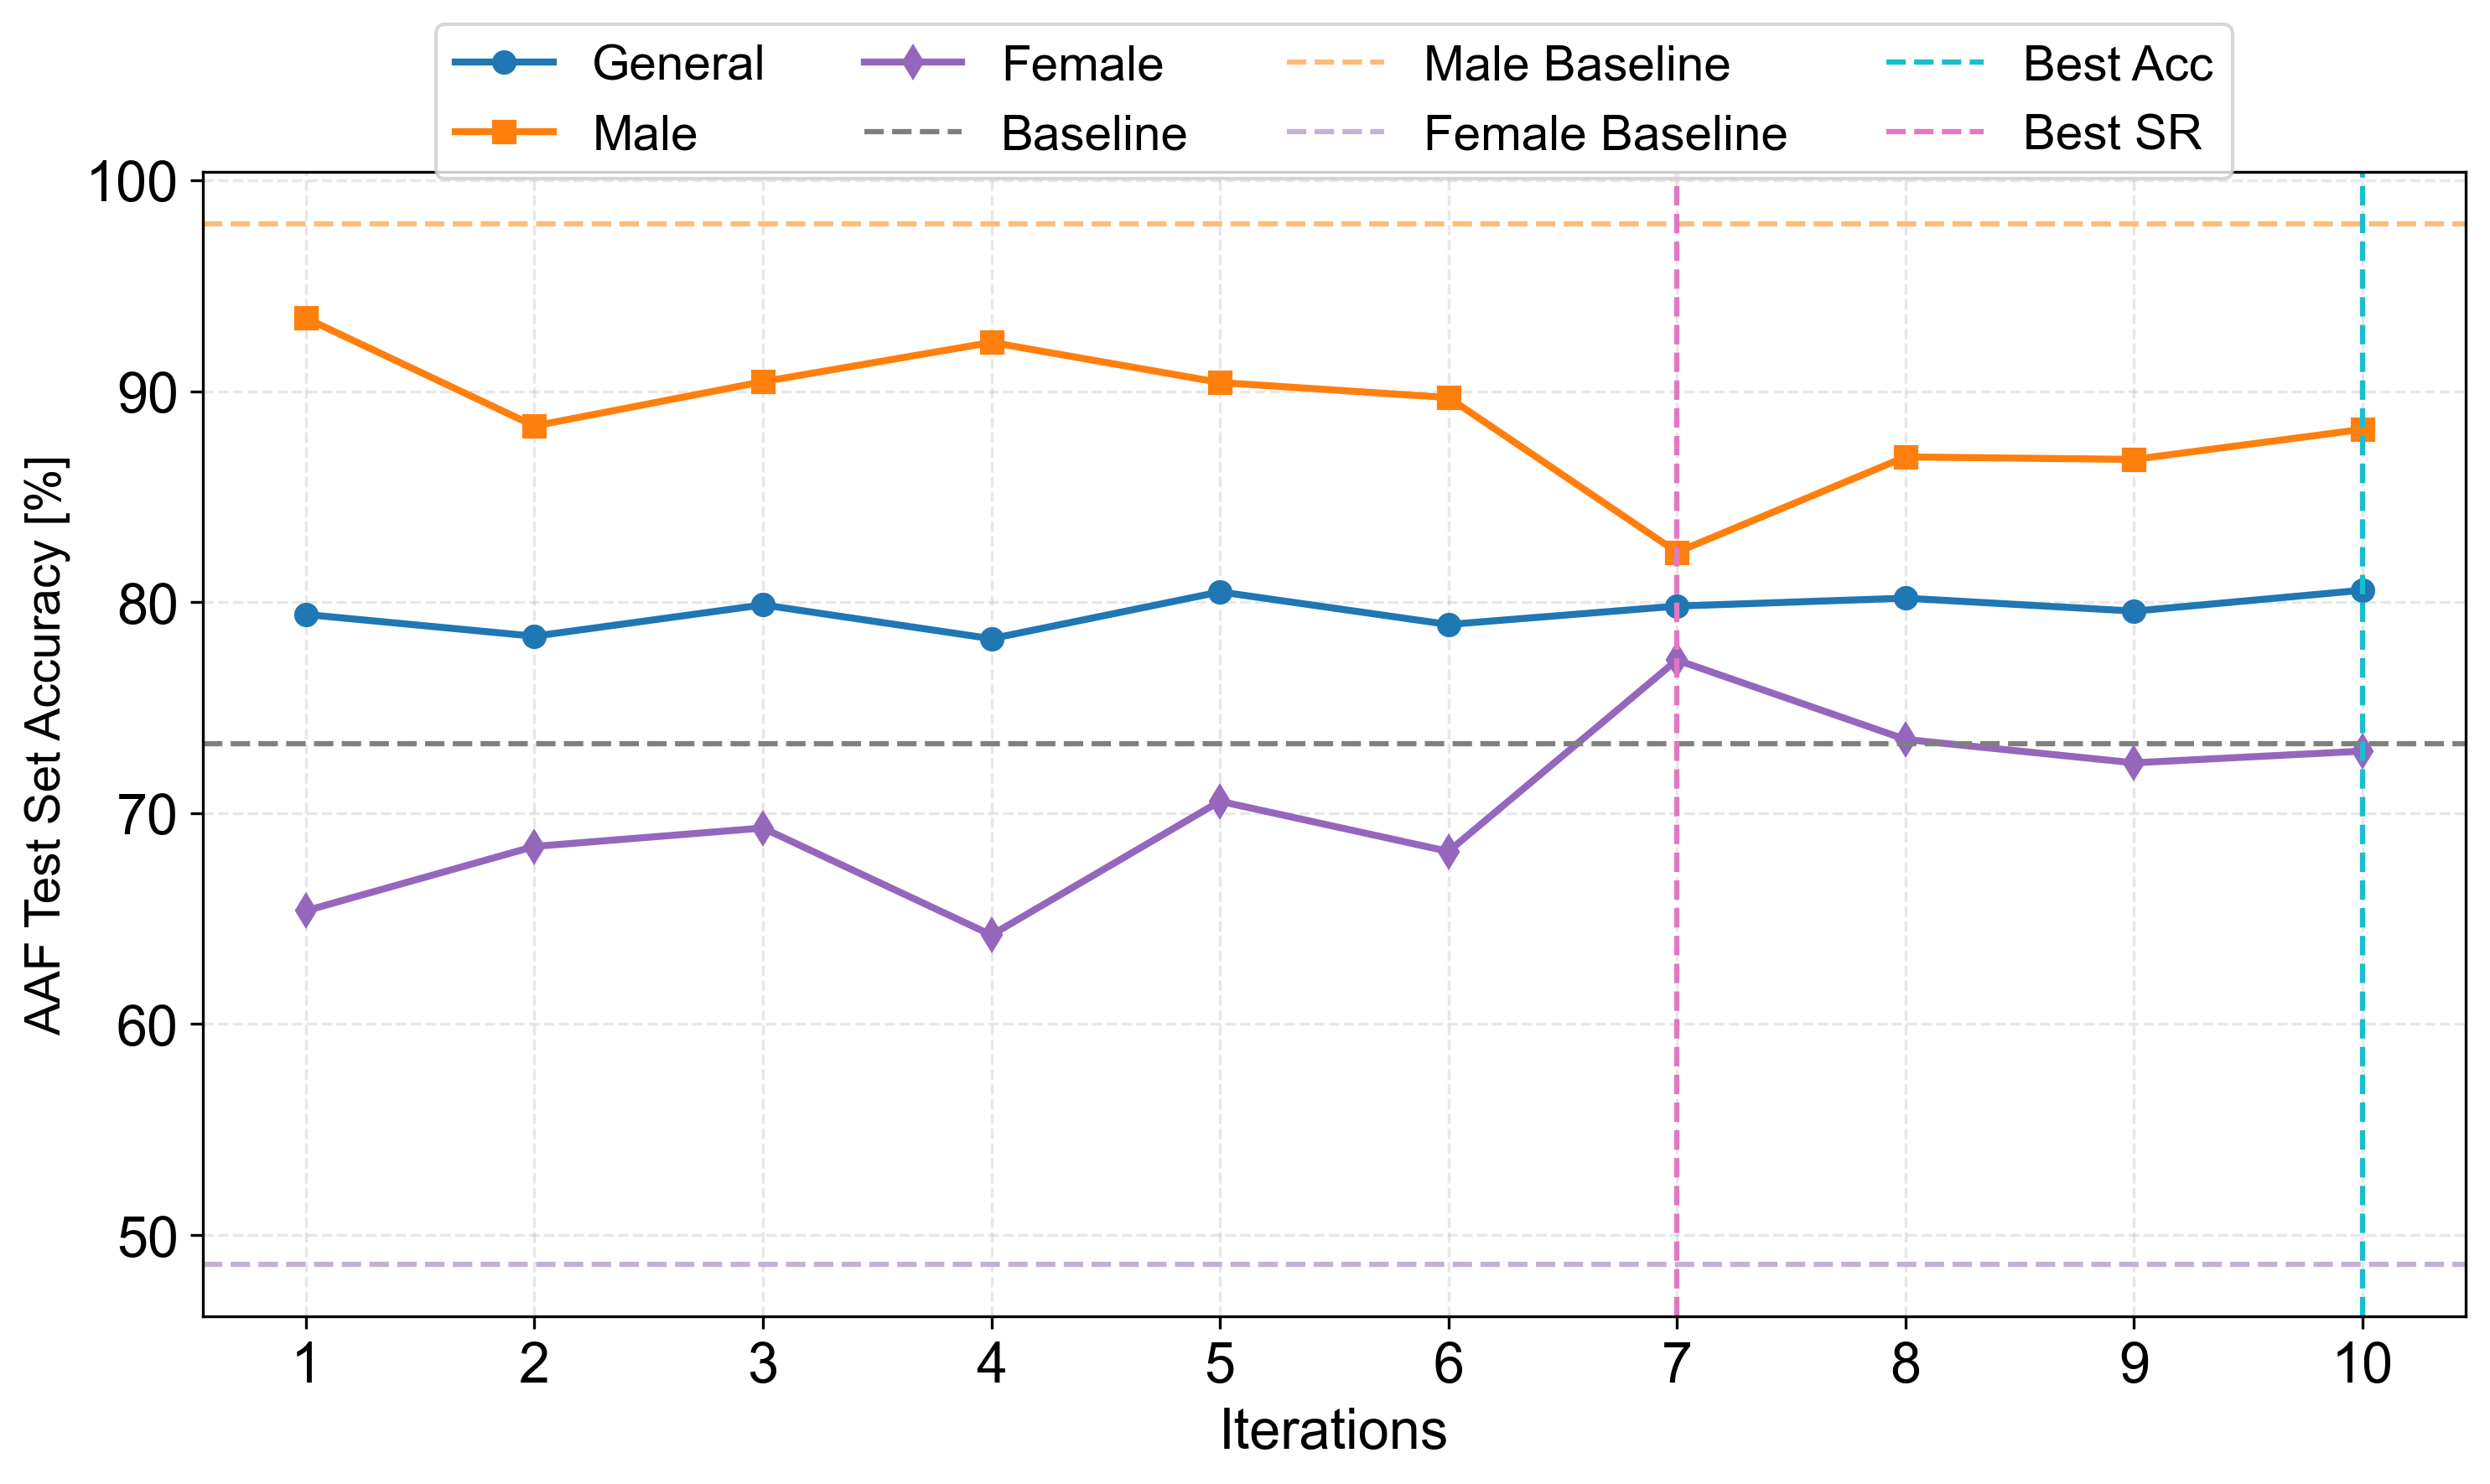 General
Male
Female
Baseline
Male Baseline
Female Baseline
Best Acc
Best SR
AAF Test Set Accuracy [%]
100
90
80
70
60
50
1 2 3 4 5 6 7 8 9 10
Iterations